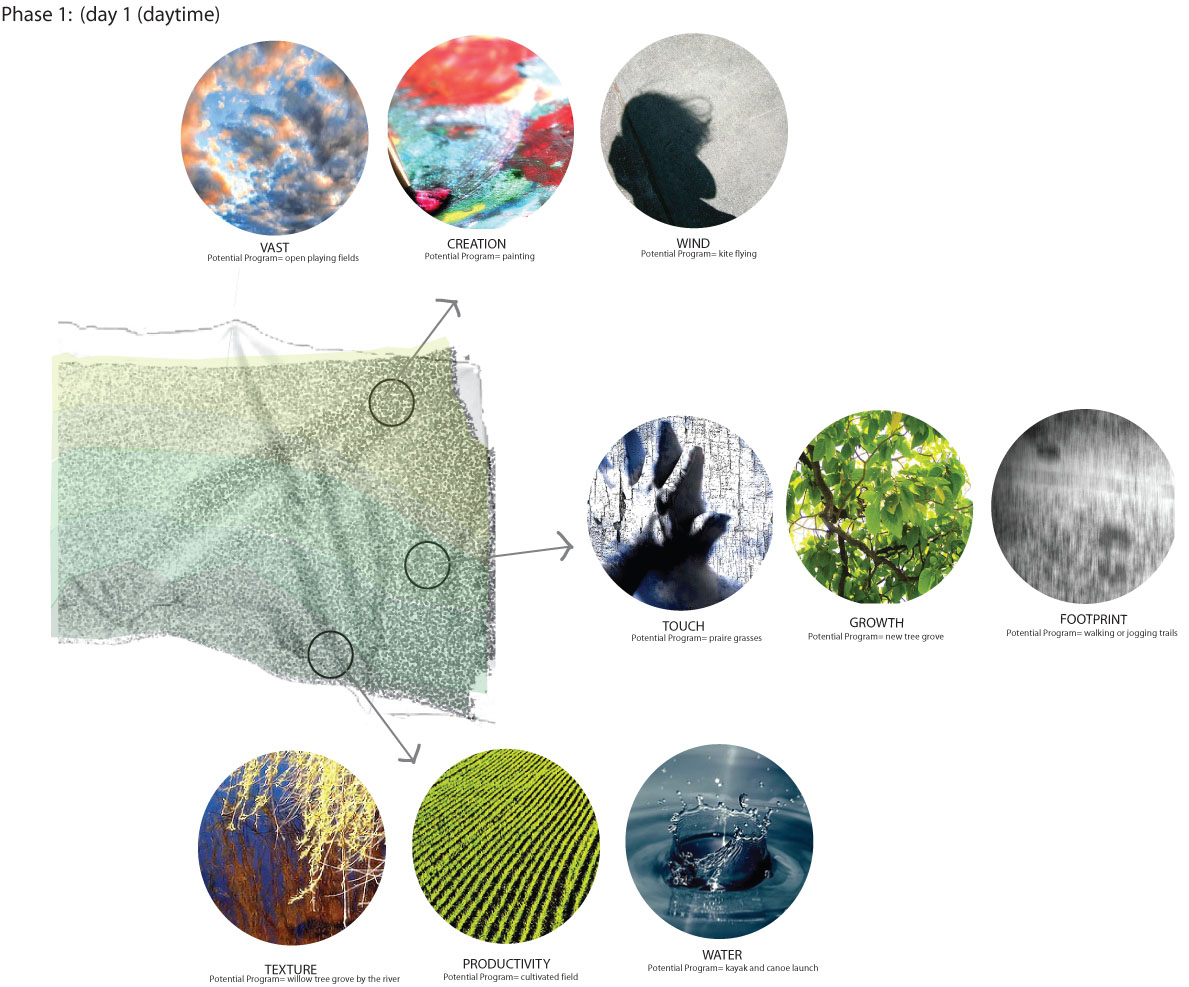 Phase 1: (day 1 (daytime)
VAST
Potential Program= open playing fields
CREATION
Potential Program= painting
WIND
Potential Program= kite flying
TOUCH
Potential Program= praire grasses
GROWTH
Potential Program= new tree grove
FOOTPRINT
Potential Program= walking or jogging trails
TEXTURE
Potential Program= willow tree grove by the river
PRODUCTIVITY
Potential Program= cultivated field
WATER
Potential Program= kayak and canoe launch